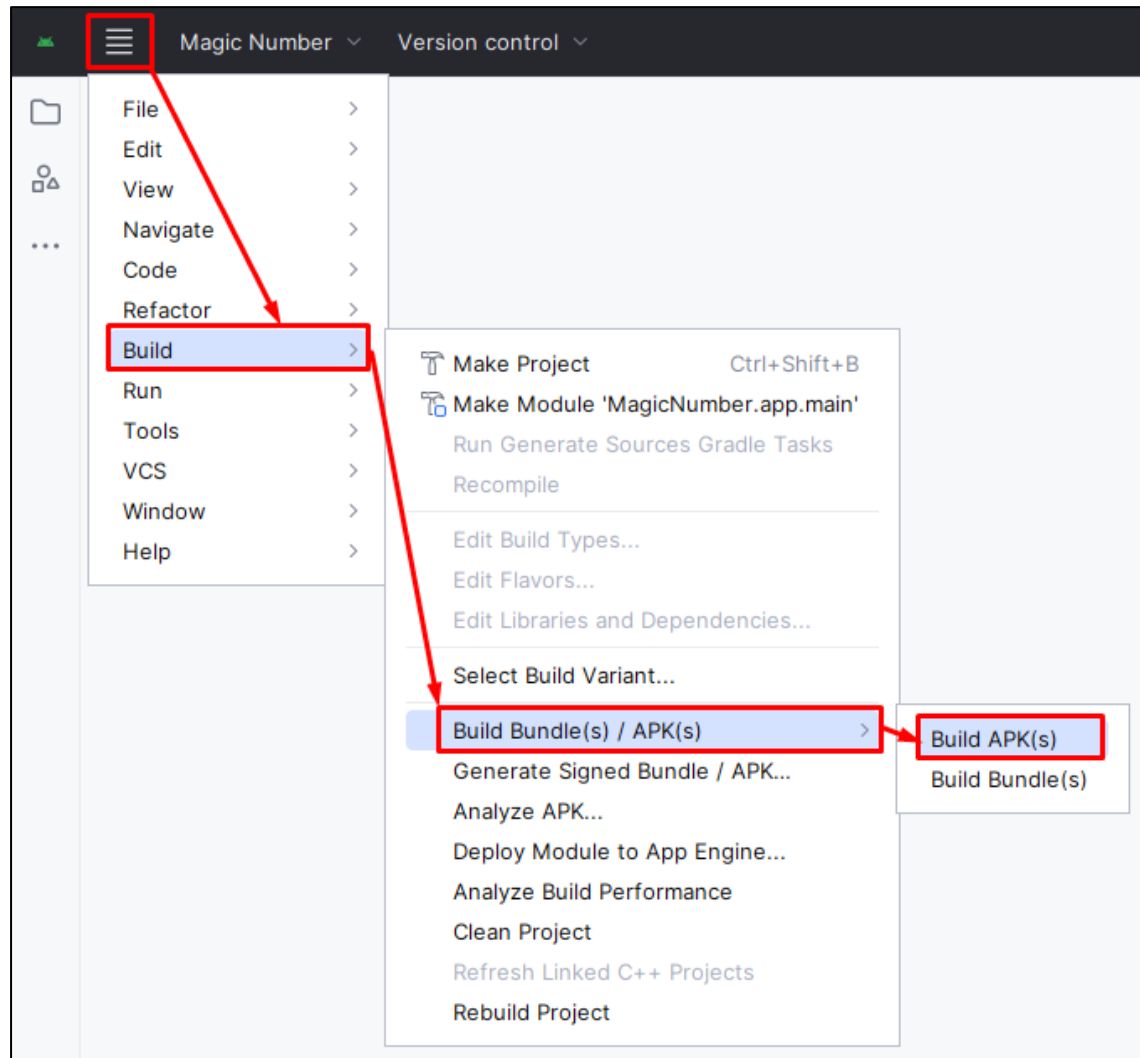 Magic Number
Version control
File
Edit
View
Navigate
Code
Refactor
Build
Run
Tools
VCS
Window
Help
Make Project Ctrl+Shift+B
Make Module 'MagicNumber.app.main'
Run Generate Sources Gradle Tasks
Recompile
Edit Build Types...
Edit Flavors...
Edit Libraries and Dependencies...
Select Build Variant...
Build Bundle(s) / APK(s)
Generate Signed Bundle / APK...
Analyze APK...
Deploy Module to App Engine...
Analyze Build Performance
Clean Project
Refresh Linked C++ Projects
Rebuild Project
Build APK(s)
Build Bundle(s)